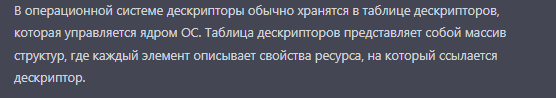 В операционной системе дескрипторы обычно хранятся в таблице дескрипторов,
которая управляется ядром ОС. Таблица дескрипторов представляет собой массив
структур, где каждый элемент описывает свойства ресурса, на который ссылается
дескриптор.